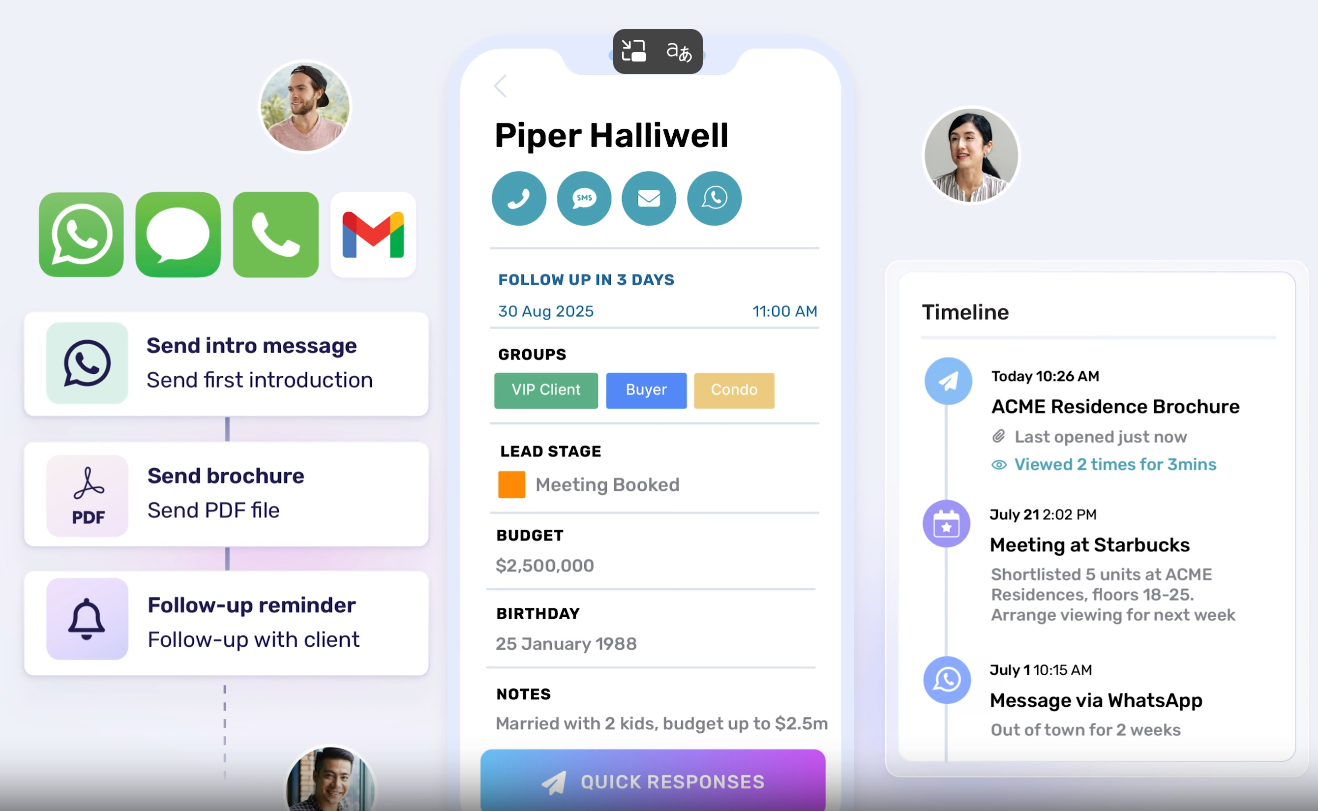 aあ
Piper Halliwell
SMS
FOLLOW UP IN 3 DAYS
30 Aug 2025 11:00 AM
GROUPS
VIP Client Buyer Condo
LEAD STAGE
Meeting Booked
BUDGET
$2,500,000
BIRTHDAY
25 January 1988
NOTES
Married with 2 kids, budget up to $2.5m
QUICK RESPONSES
Send intro message
Send first introduction
PDF
Send brochure
Send PDF file
Follow-up reminder
Follow-up with client
Timeline
Today 10:26 AM
ACME Residence Brochure
Last opened just now
Viewed 2 times for 3mins
July 21 2:02 PM
Meeting at Starbucks
Shortlisted 5 units at ACME
Residences, floors 18-25.
Arrange viewing for next week
July 1 10:15 AM
Message via WhatsApp
Out of town for 2 weeks